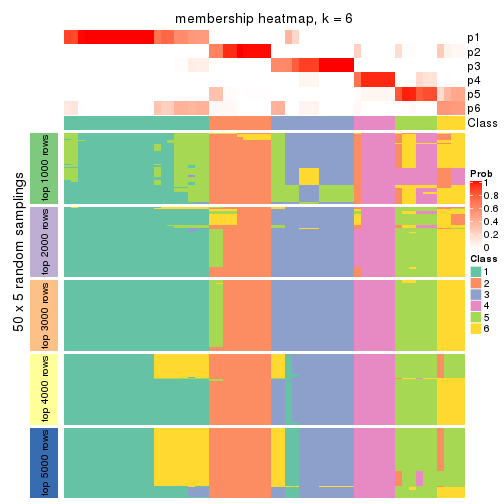 membership heatmap, k = 6
p1
p2
p3
p4
p5
p6
Class
50 x 5 random samplings
top 1000 rows
top 2000 rows
top 3000 rows
top 4000 rows
top 5000 rows
Prob
1
0.8
0.6
0.4
0.2
0
Class
1
2
3
4
5
6